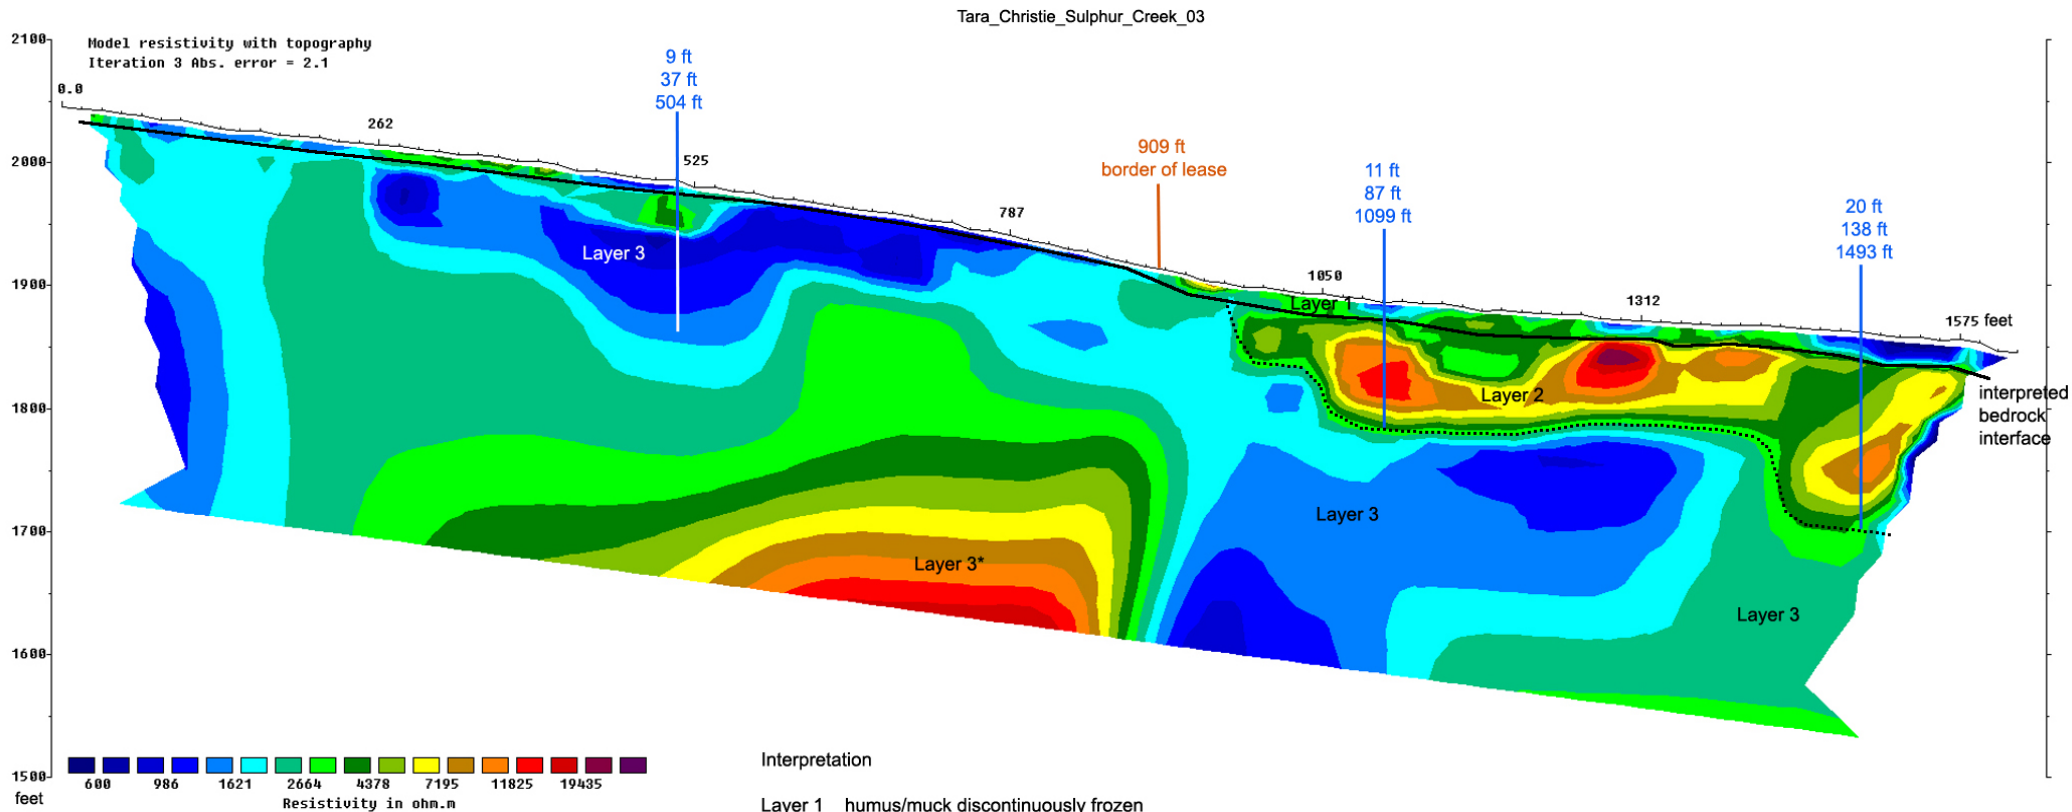 Tara_Christie_Sulphur_Creek_03
2100
Model resistivity with topography
Iteration 3 Abs. error = 2.1
0.0
9 ft
37 ft
504 ft
262
525
909 ft
border of lease
787
11 ft
87 ft
1099 ft
20 ft
138 ft
1493 ft
2000
1900
1800
1700
1600
1500
feet
1050
1312
1575 feet
Layer 1
Layer 3
Layer 2
interpreted
bedrock
interface
Layer 3
Layer 3*
Layer 3
600 986 1621 2664 4378 7195 11825 19435
Resistivity in ohm.m
Interpretation
Layer 1 humus/muck discontinuously frozen